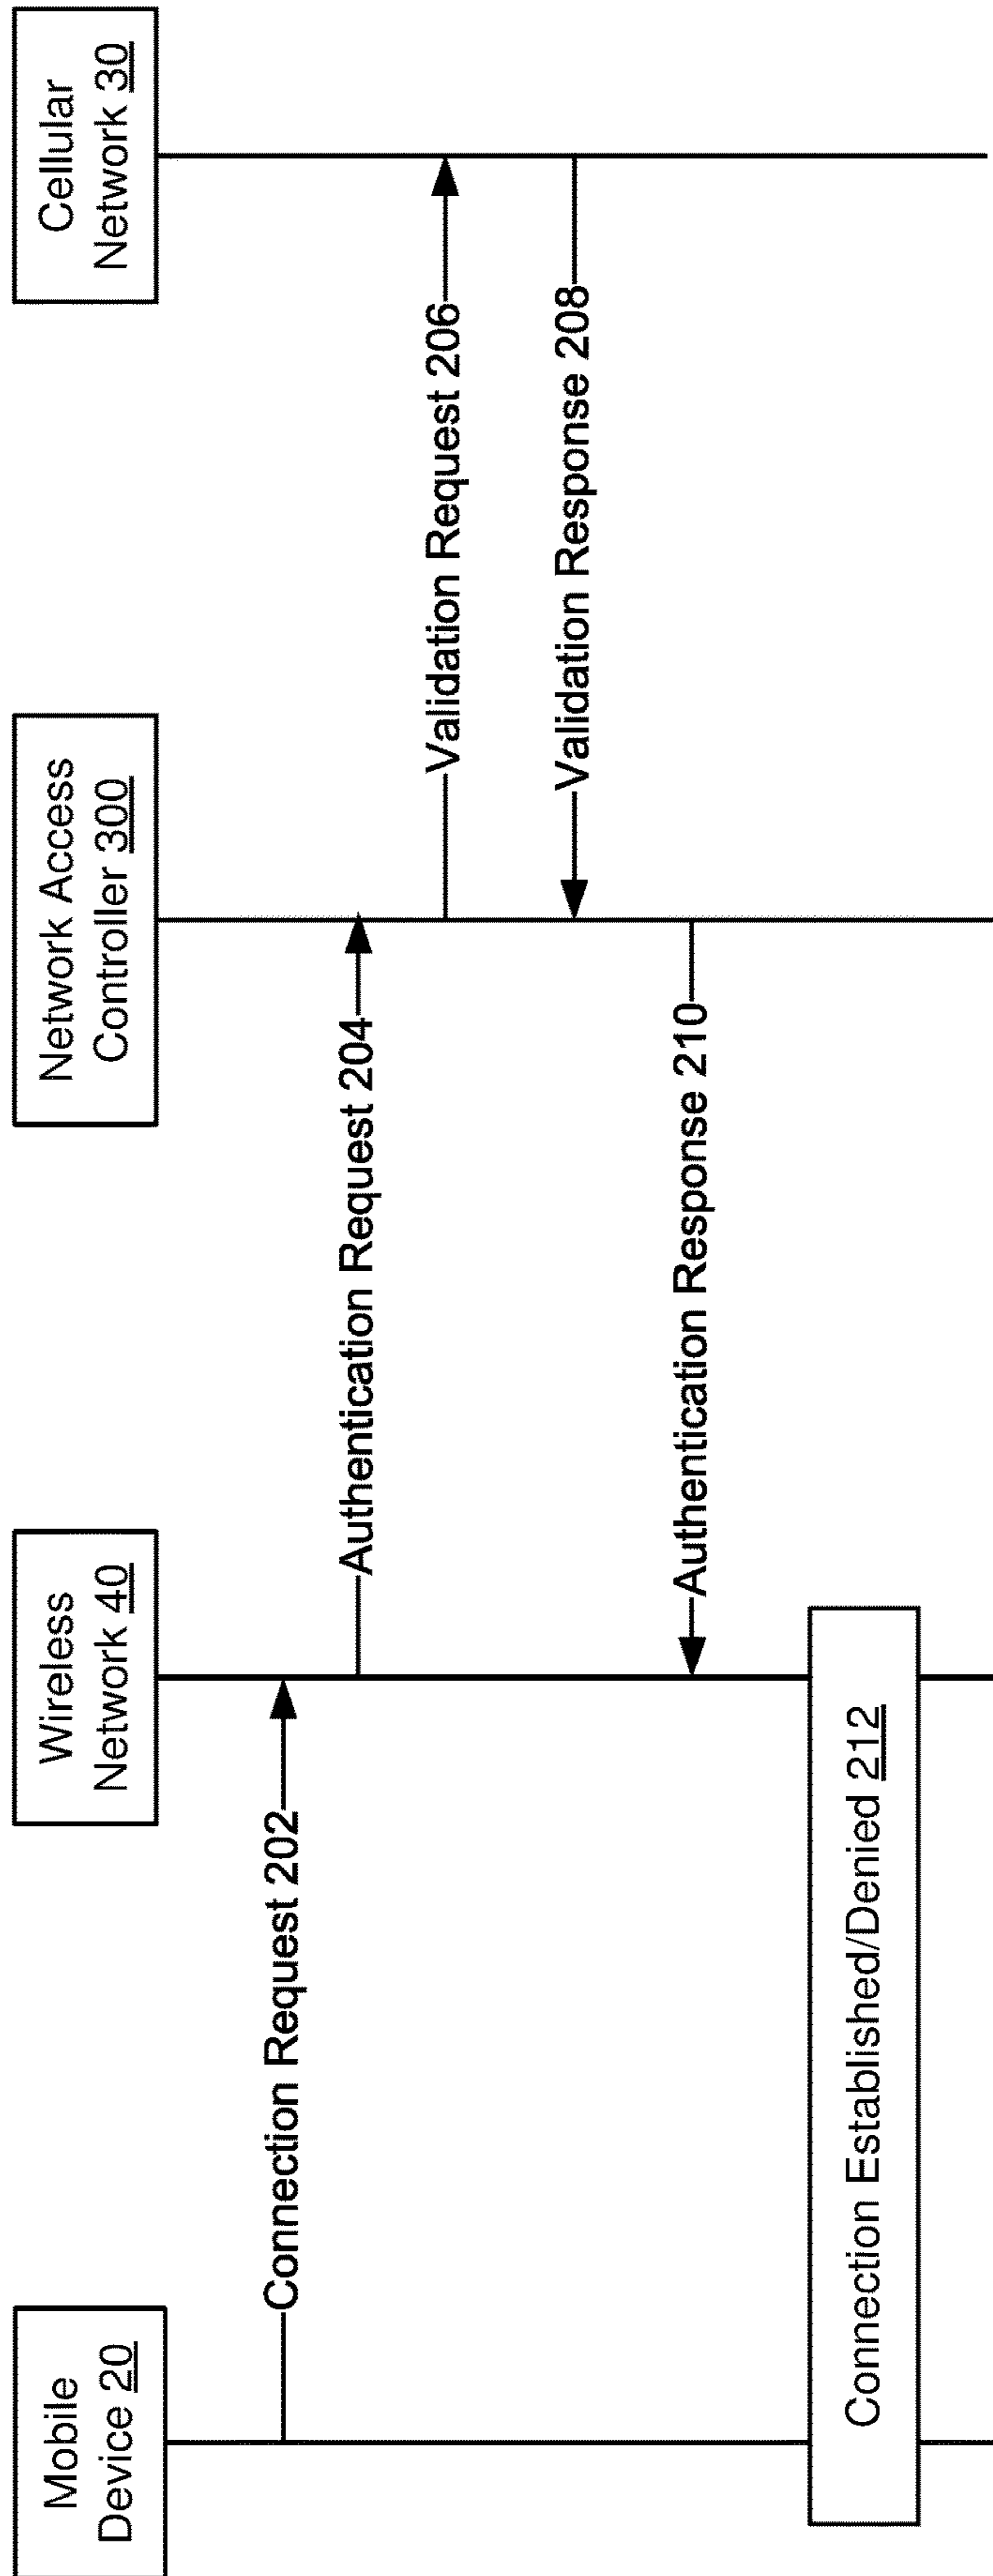 Mobile
Device 20
Wireless
Network 40
Network Access
Controller 300
Cellular
Network 30
Connection Request 202
Authentication Request 204
Validation Request 206
Validation Response 208
Authentication Response 210
Connection Established/Denied 212